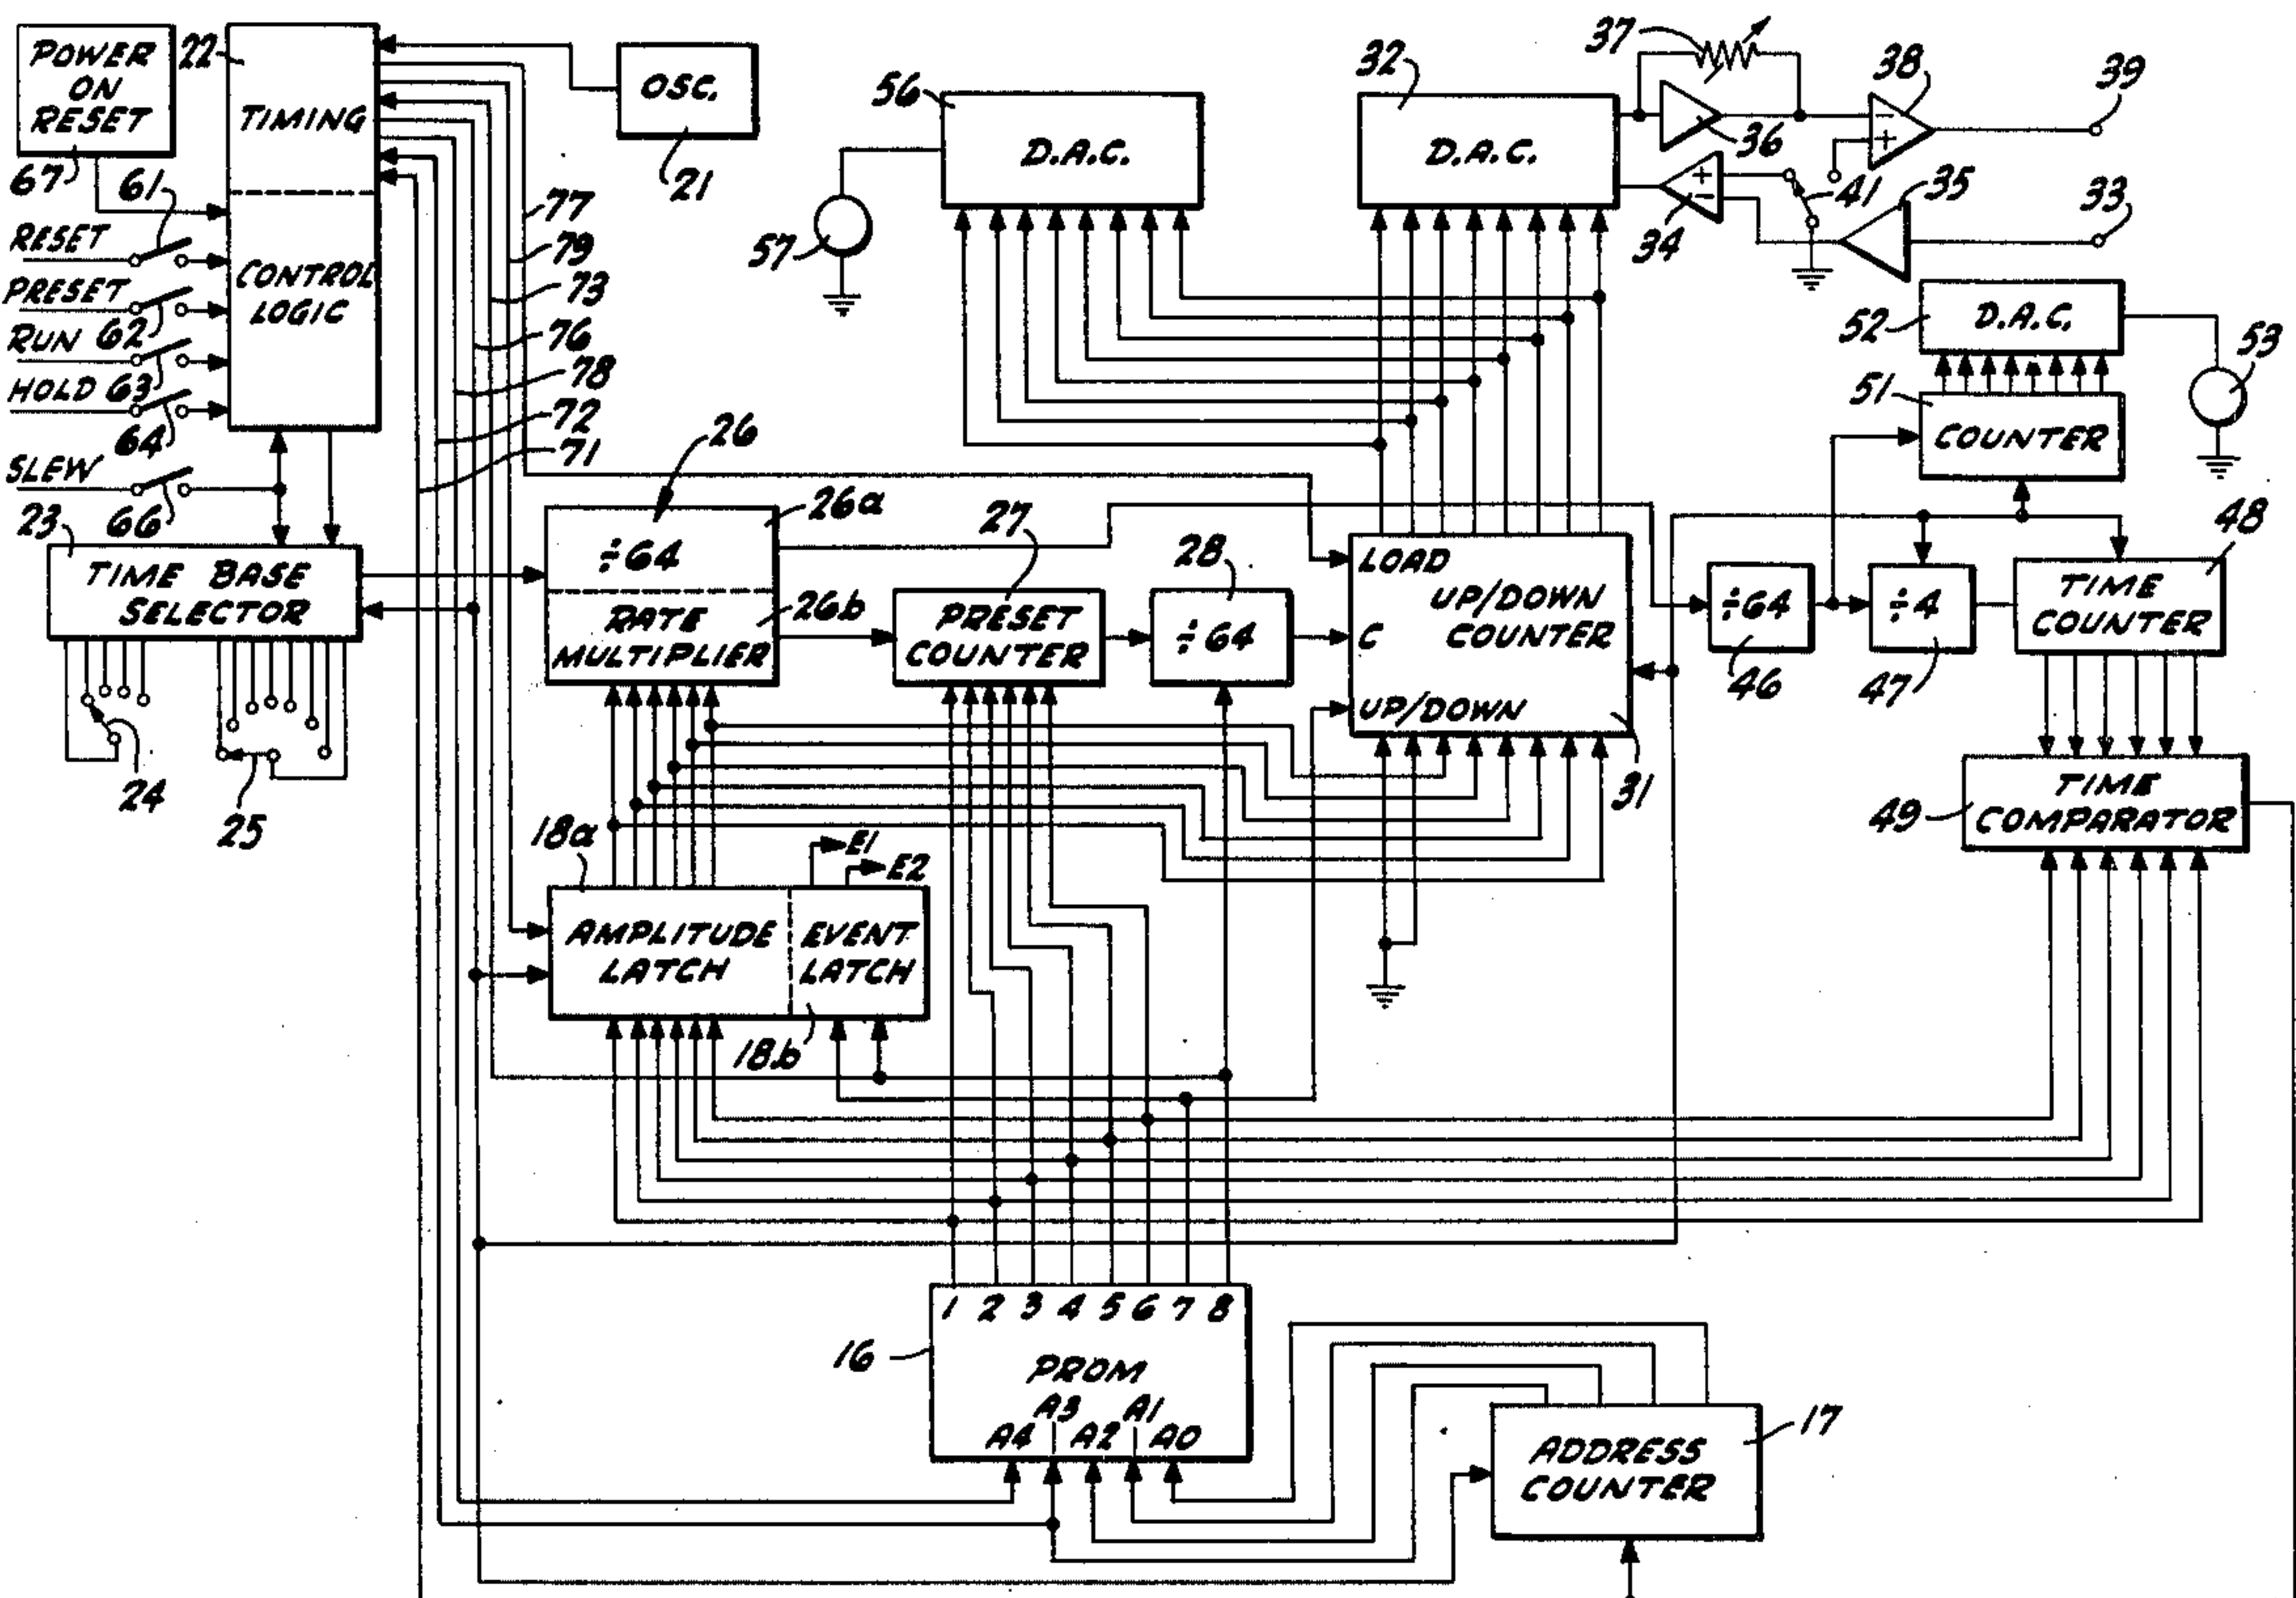 POWER
ON
RESET
67
22
TIMING
CONTROL
LOGIC
OSC.
21
61
RESET
PRESET
62
RUN
63
HOLD
64
SLEW
66
77
79
73
76
78
72
71
23
TIME BASE
SELECTOR
24
25
26
26a
÷64
26b
RATE
MULTIPLIER
27
PRESET
COUNTER
28
÷64
56
D.A.C.
57
32
D.A.C.
37
36
38
- +
39
+ -
34
41
35
33
52
D.A.C.
53
51
COUNTER
LOAD
UP/DOWN
COUNTER
C
UP/DOWN
31
÷64
46
÷4
47
48
TIME
COUNTER
49
TIME
COMPARATOR
18a
E1
E2
AMPLITUDE
LATCH
EVENT
LATCH
18b
1 2 3 4 5 6 7 8
16
PROM
A3 A1
A4 A2 A0
17
ADDRESS
COUNTER